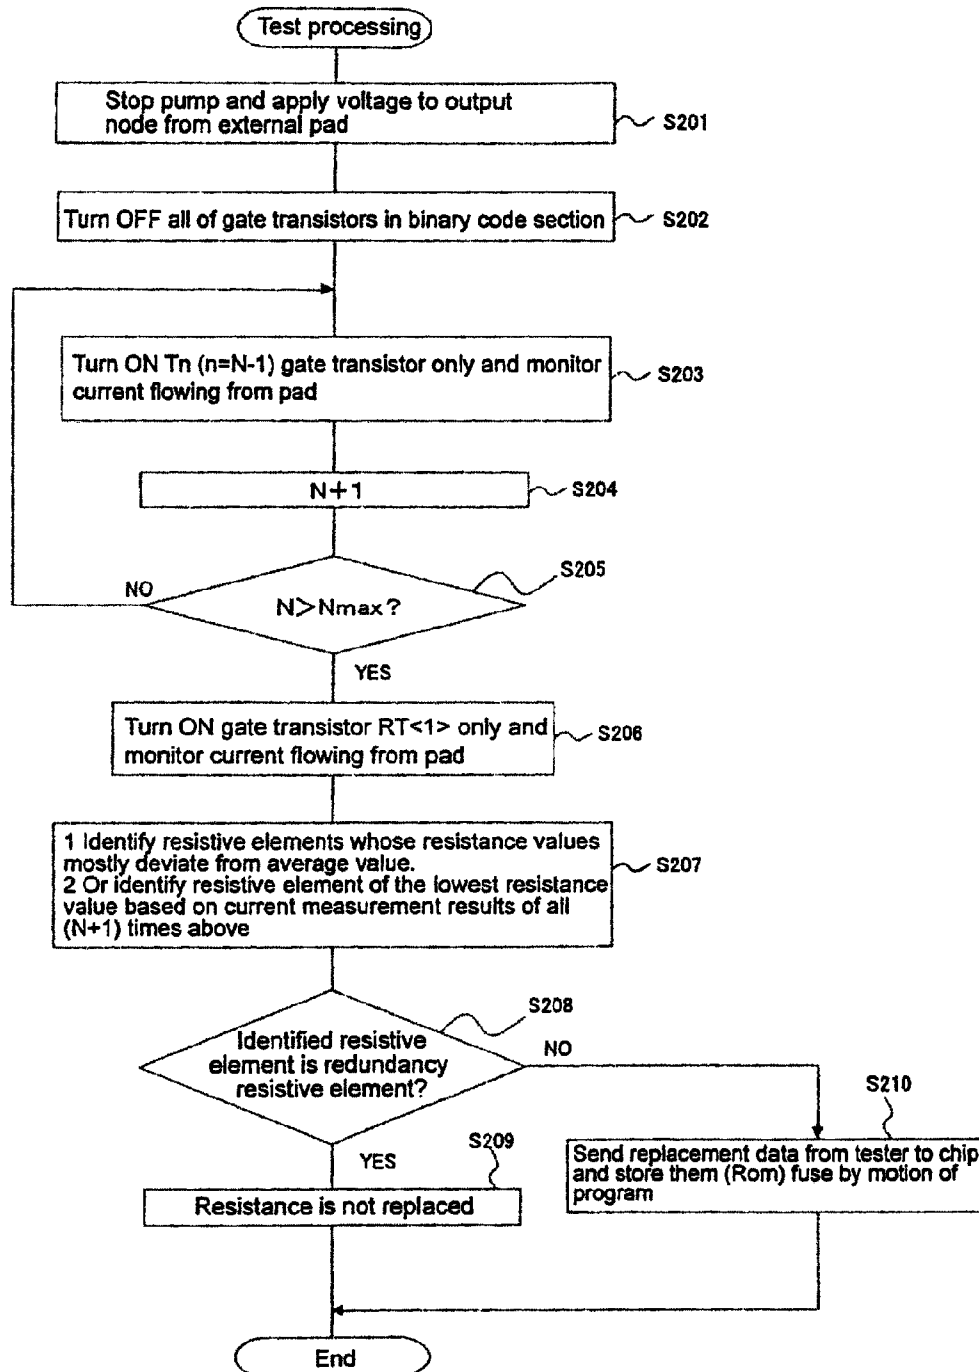 Test processing
Stop pump and apply voltage to output
node from external pad
S201
Turn OFF all of gate transistors in binary code section
S202
Turn ON Tn (n=N-1) gate transistor only and monitor
current flowing from pad
S203
N+1
S204
S205
NO
N>Nmax?
YES
Turn ON gate transistor RT<1> only and
monitor current flowing from pad
S206
1 Identify resistive elements whose resistance values
mostly deviate from average value.
2 Or identify resistive element of the lowest resistance
value based on current measurement results of all
(N+1) times above
S207
S208
Identified resistive
element is redundancy
resistive element?
NO
S210
S209
YES
Send replacement data from tester to chip
and store them (Rom) fuse by motion of
program
Resistance is not replaced
End